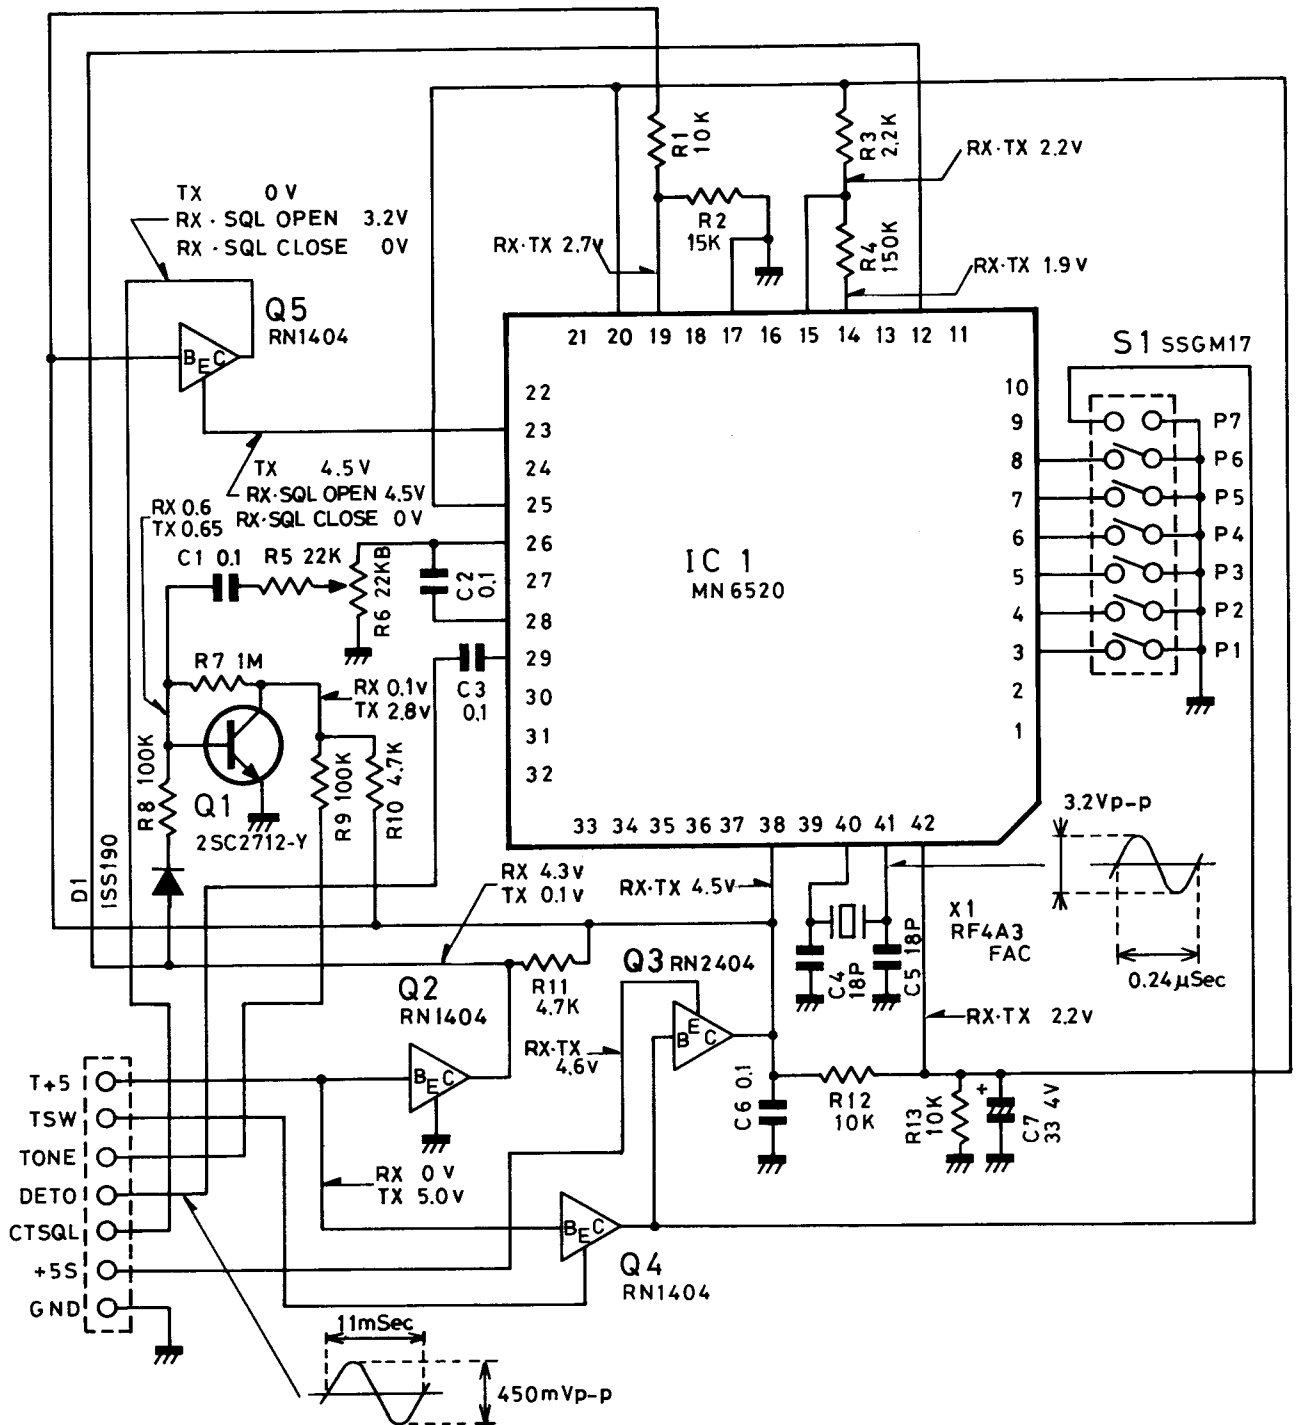 R1 10K
R3 2.2K
RX·TX 2.2V
TX 0V
RX·SQL OPEN 3.2V
RX·SQL CLOSE 0V
R2
15K
R4 150K
RX·TX 2.7V
RX·TX 1.9V
Q5
RN1404
BEC
21 20 19 18 17 16 15 14 13 12 11
S1 SSGM17
22
23
24
25
26
27
28
29
30
31
32
10
9
8
7
6
5
4
3
2
1
P7
P6
P5
P4
P3
P2
P1
TX 4.5V
RX·SQL OPEN 4.5V
RX·SQL CLOSE 0V
RX 0.6
TX 0.65
C1 0.1
R5 22K
R6 22KB
C2
0.1
IC 1
MN6520
R7 1M
C3
0.1
RX 0.1V
TX 2.8V
R8 100K
Q1
2SC2712-Y
R9 100K
R10 4.7K
33 34 35 36 37 38 39 40 41 42
3.2Vp-p
0.24µSec
D1
ISS190
RX 4.3V
TX 0.1V
RX·TX 4.5V
X1
RF4A3
FAC
C4
18P
C5 18P
Q3 RN2404
R11
4.7K
Q2
RN1404
BEC
BEC
RX·TX
4.6V
RX·TX 2.2V
C6 0.1
R12
10K
R13
10K
+
C7
33 4V
T+5
TSW
TONE
DETO
CTSQL
+5S
GND
RX 0V
TX 5.0V
BEC
Q4
RN1404
11mSec
450mVp-p